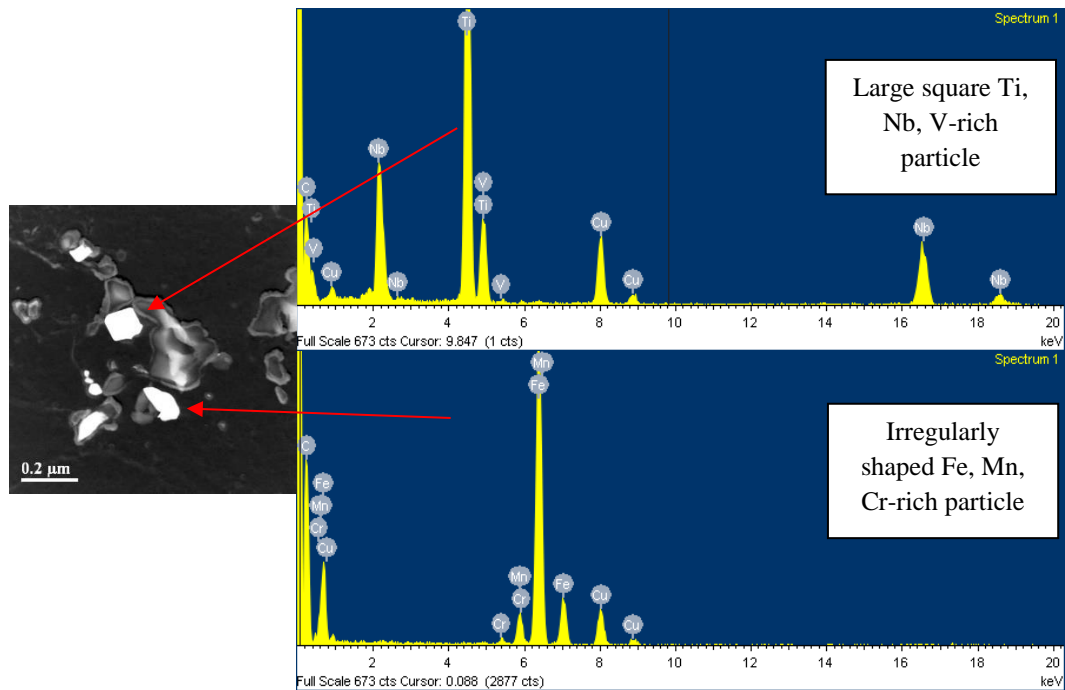 Spectrum 1
Ti
Nb
C
Ti
V
Cu
Nb
V
Ti
V
Cu
Cu
Nb
Nb
2 4 6 8 10 12 14 16 18 20
Full Scale 673 cts Cursor: 9.847 (1 cts) keV
Large square Ti,
Nb, V-rich
particle
0.2 µm
Spectrum 1
Mn
Fe
C
Fe
Mn
Cr
Cu
Mn
Cr
Cr
Fe
Cu
Cu
2 4 6 8 10 12 14 16 18 20
Full Scale 673 cts Cursor: 0.088 (2877 cts) keV
Irregularly
shaped Fe, Mn,
Cr-rich particle